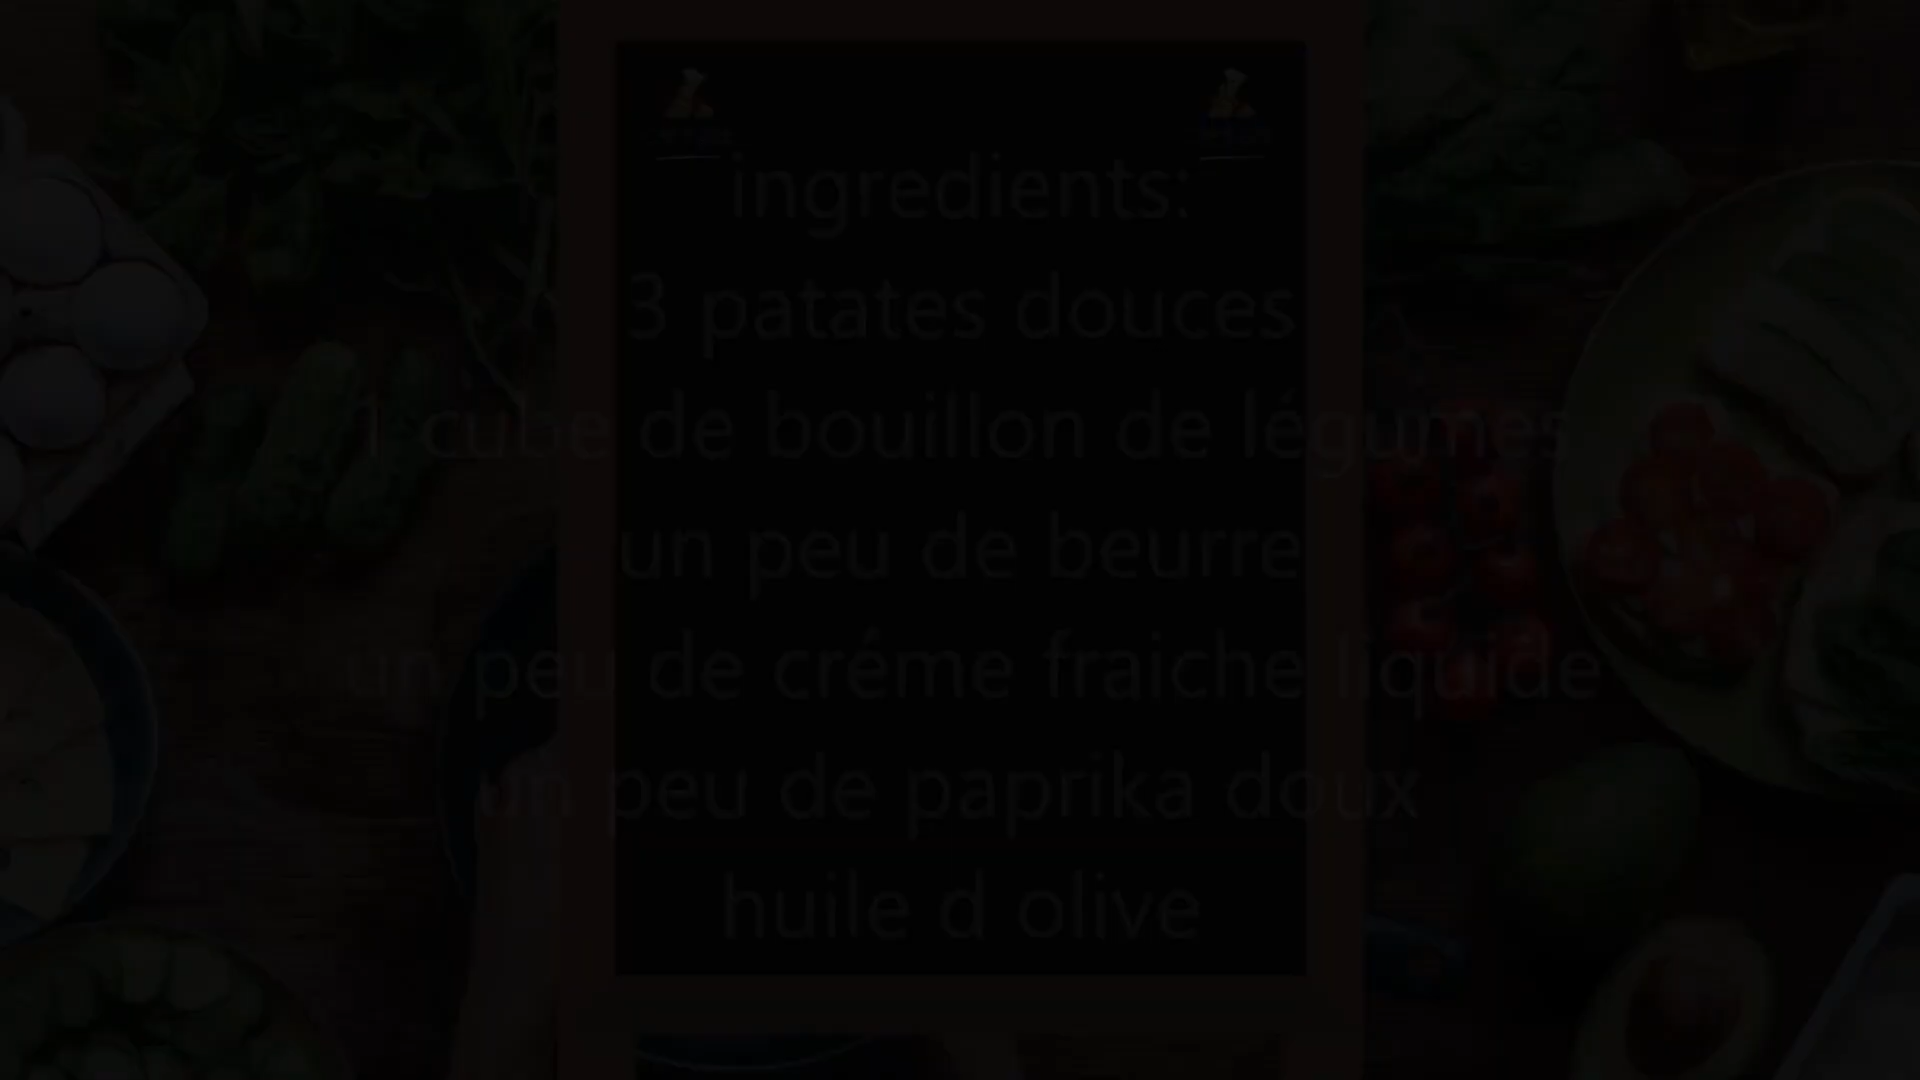 ingredients:
3 patates douces
1 cube de bouillon de légumes
un peu de beurre
un peu de créme fraiche liquide
un peu de paprika doux
huile d olive